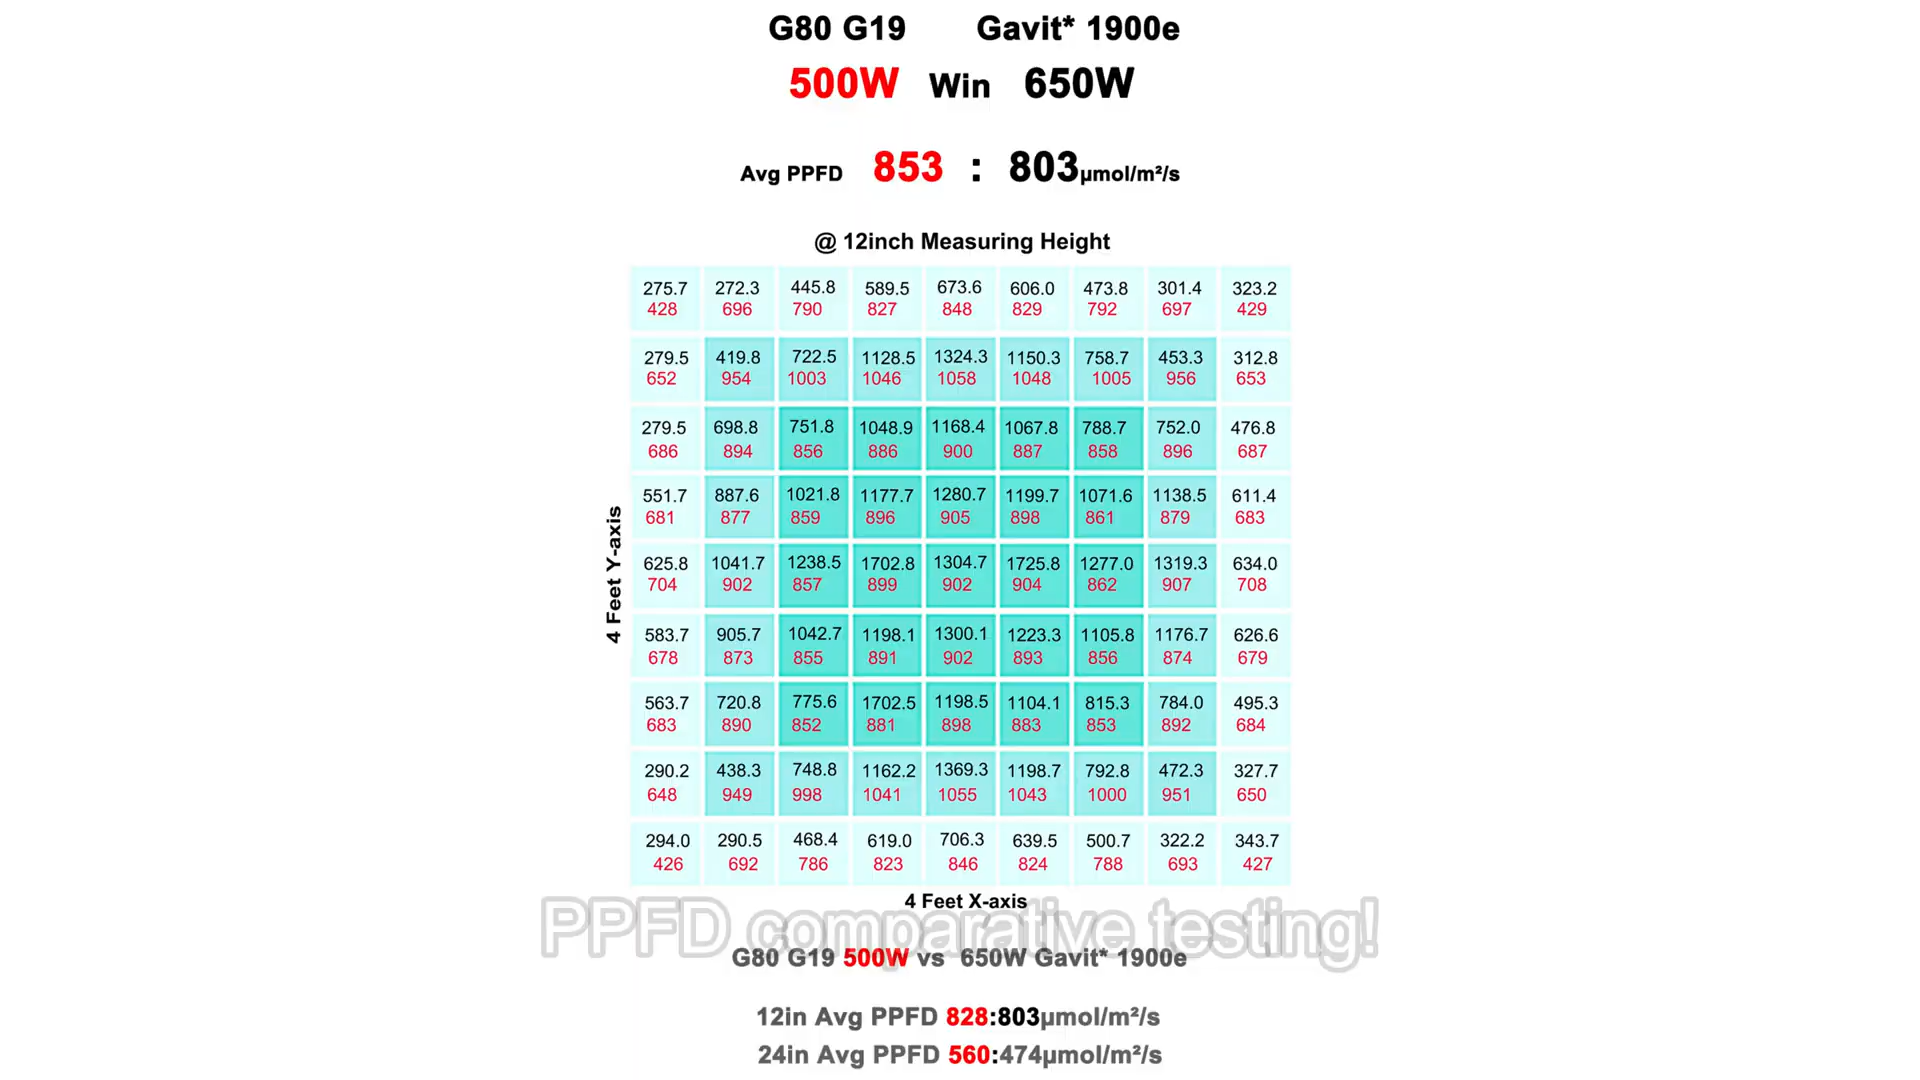 G80 G19 Gavit* 1900e
500W Win 650W
Avg PPFD 853 : 803µmol/m²/s
@ 12inch Measuring Height
275.7 272.3 445.8 589.5 673.6 606.0 473.8 301.4 323.2
428 696 790 827 848 829 792 697 429
279.5 419.8 722.5 1128.5 1324.3 1150.3 758.7 453.3 312.8
652 954 1003 1046 1058 1048 1005 956 653
279.5 698.8 751.8 1048.9 1168.4 1067.8 788.7 752.0 476.8
686 894 856 886 900 887 858 896 687
551.7 887.6 1021.8 1177.7 1280.7 1199.7 1071.6 1138.5 611.4
681 877 859 896 905 898 861 879 683
625.8 1041.7 1238.5 1702.8 1304.7 1725.8 1277.0 1319.3 634.0
704 902 857 899 902 904 862 907 708
583.7 905.7 1042.7 1198.1 1300.1 1223.3 1105.8 1176.7 626.6
678 873 855 891 902 893 856 874 679
563.7 720.8 775.6 1702.5 1198.5 1104.1 815.3 784.0 495.3
683 890 852 881 898 883 853 892 684
290.2 438.3 748.8 1162.2 1369.3 1198.7 792.8 472.3 327.7
648 949 998 1041 1055 1043 1000 951 650
294.0 290.5 468.4 619.0 706.3 639.5 500.7 322.2 343.7
426 692 786 823 846 824 788 693 427
4 Feet Y-axis
4 Feet X-axis
PPFD comparative testing!
G80 G19 500W vs 650W Gavit* 1900e
12in Avg PPFD 828:803µmol/m²/s
24in Avg PPFD 560:474µmol/m²/s